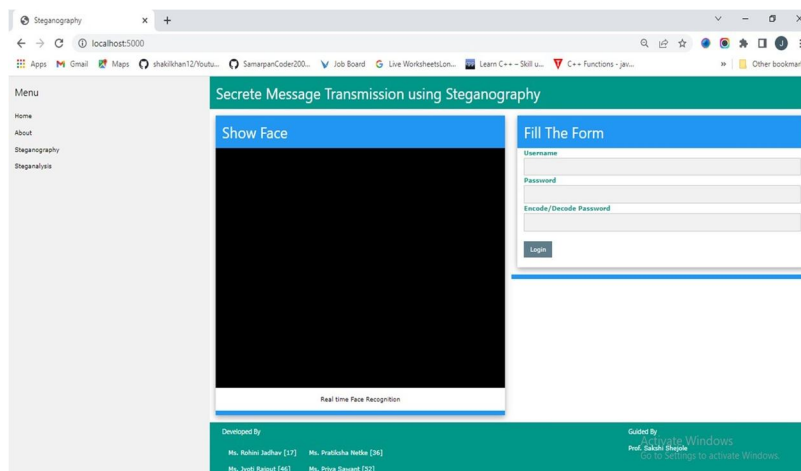 Steganography
localhost:5000
Apps Gmail Maps shakilkhan12/Youtu... SamarpanCoder200... Job Board Live WorksheetsLon... Learn C++ – Skill u... C++ Functions - jav... » Other bookmar
Menu
Home
About
Steganography
Steganalysis
Secrete Message Transmission using Steganography
Show Face
Real time Face Recognition
Fill The Form
Username
Password
Encode/Decode Password
Login
Developed By
Ms. Rohini Jadhav [17] Ms. Pratiksha Netke [36]
Ms. Jyoti Rajput [46] Ms. Priya Sawant [52]
Guided By
Prof. Sakshi Shejole
Activate Windows
Go to Settings to activate Windows.